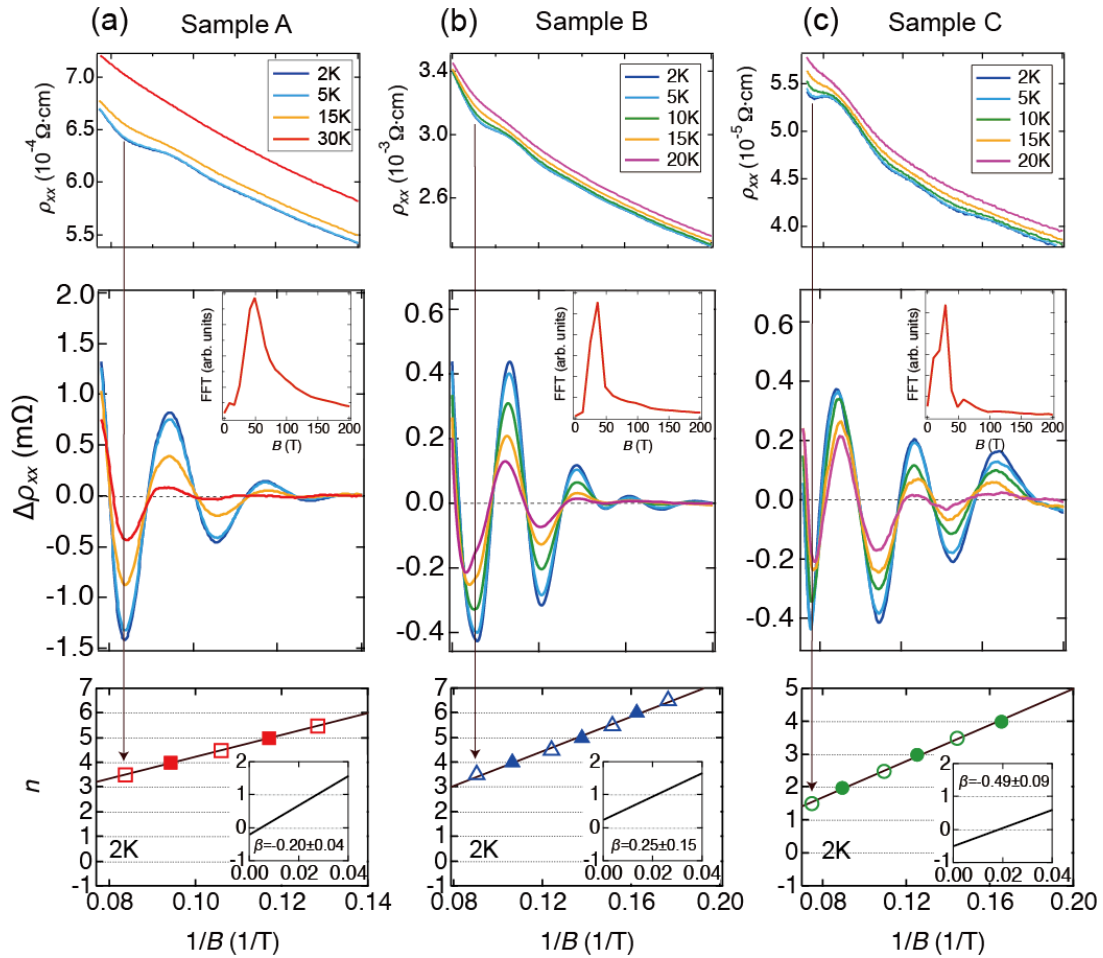 (a) Sample A
(b) Sample B
(c) Sample C
ρxx (10⁻⁴ Ω·cm)
7.0
6.5
6.0
5.5
2K
5K
15K
30K
ρxx (10⁻³ Ω·cm)
3.4
3.0
2.6
2K
5K
10K
15K
20K
ρxx (10⁻⁵ Ω·cm)
5.5
5.0
4.5
4.0
2K
5K
10K
15K
20K
Δρxx (mΩ)
2.0
1.5
1.0
0.5
0.0
-0.5
-1.0
-1.5
FFT (arb. units)
0 50 100 150 200
B (T)
0.6
0.4
0.2
0.0
-0.2
-0.4
FFT (arb. units)
0 50 100 150 200
B (T)
0.6
0.4
0.2
0.0
-0.2
-0.4
FFT (arb. units)
0 50 100 150 200
B (T)
n
7
6
5
4
3
2
1
0
-1
2K
2
1
0
-1
β=-0.20±0.04
0.00 0.02 0.04
0.08 0.10 0.12 0.14
1/B (1/T)
7
6
5
4
3
2
1
0
-1
2K
2
1
0
-1
β=0.25±0.15
0.00 0.02 0.04
0.08 0.12 0.16 0.20
1/B (1/T)
5
4
3
2
1
0
-1
2K
β=-0.49±0.09
2
1
0
-1
0.00 0.02 0.04
0.08 0.12 0.16 0.20
1/B (1/T)